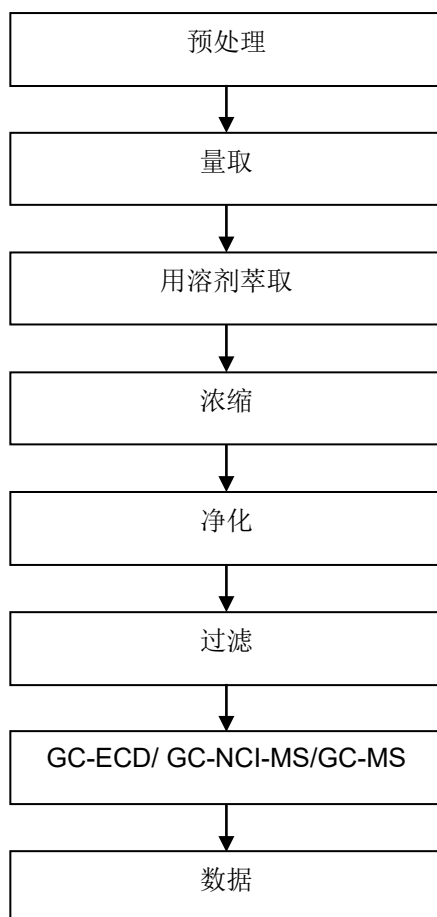 预处理
量取
用溶剂萃取
浓缩
净化
过滤
GC-ECD/ GC-NCI-MS/GC-MS
数据